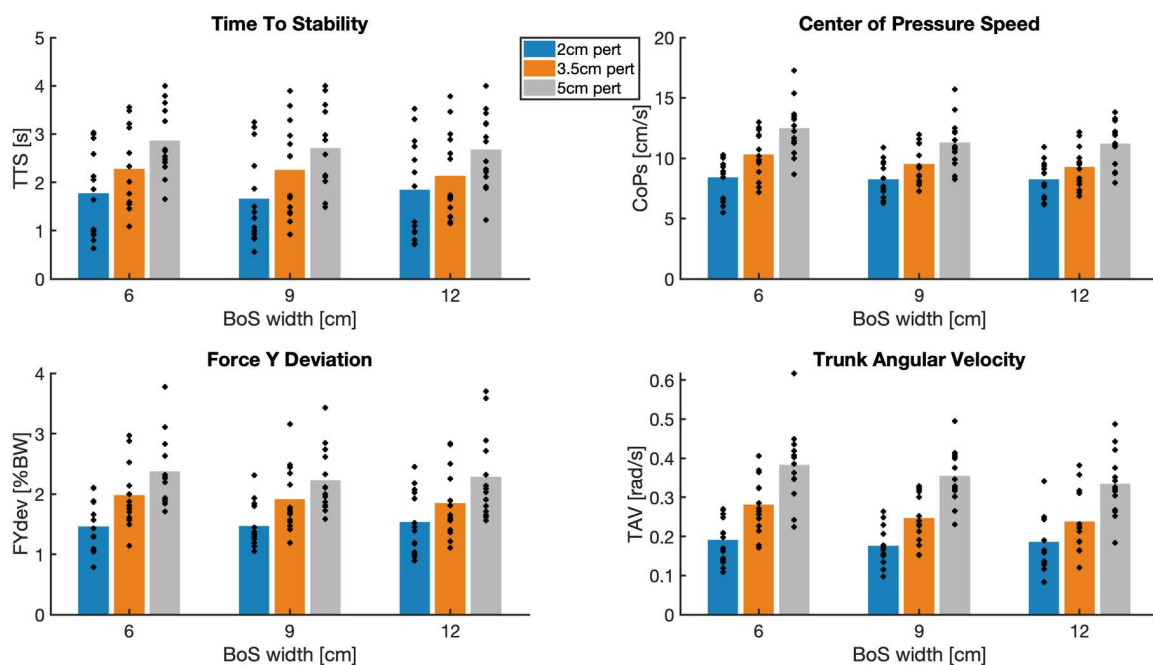 Time To Stability
5
4
3
2
1
0
TTS [s]
6
9
12
BoS width [cm]
2cm pert
3.5cm pert
5cm pert
Center of Pressure Speed
20
15
10
5
0
CoPs [cm/s]
6
9
12
BoS width [cm]
Force Y Deviation
4
3
2
1
0
FYdev [%BW]
6
9
12
BoS width [cm]
Trunk Angular Velocity
0.6
0.5
0.4
0.3
0.2
0.1
0
TAV [rad/s]
6
9
12
BoS width [cm]